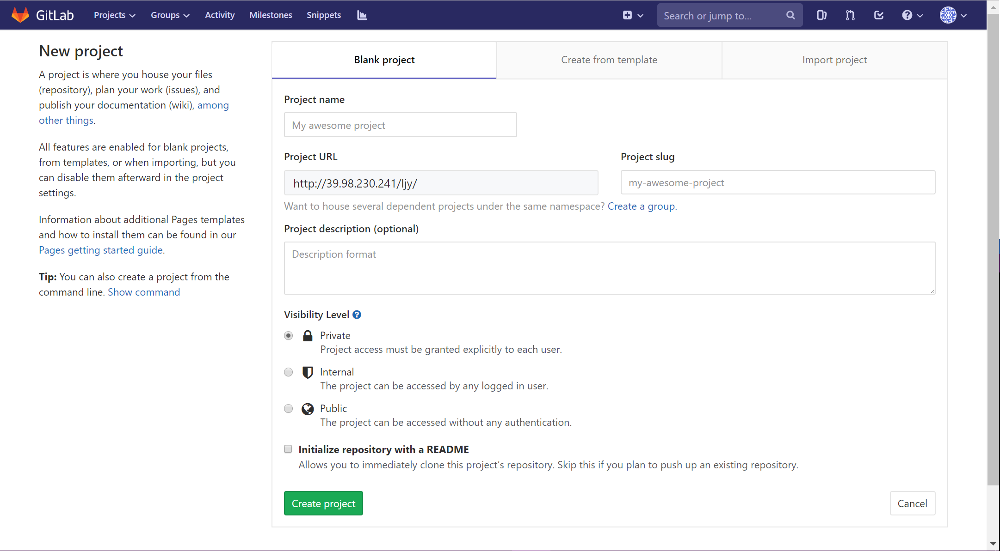 GitLab Projects Groups Activity Milestones Snippets Search or jump to...
New project
A project is where you house your files
(repository), plan your work (issues), and
publish your documentation (wiki), among
other things.
All features are enabled for blank projects,
from templates, or when importing, but you
can disable them afterward in the project
settings.
Information about additional Pages templates
and how to install them can be found in our
Pages getting started guide.
Tip: You can also create a project from the
command line. Show command
Blank project Create from template Import project
Project name
My awesome project
Project URL Project slug
http://39.98.230.241/ljy/ my-awesome-project
Want to house several dependent projects under the same namespace? Create a group.
Project description (optional)
Description format
Visibility Level
Private
Project access must be granted explicitly to each user.
Internal
The project can be accessed by any logged in user.
Public
The project can be accessed without any authentication.
Initialize repository with a README
Allows you to immediately clone this project’s repository. Skip this if you plan to push up an existing repository.
Create project Cancel